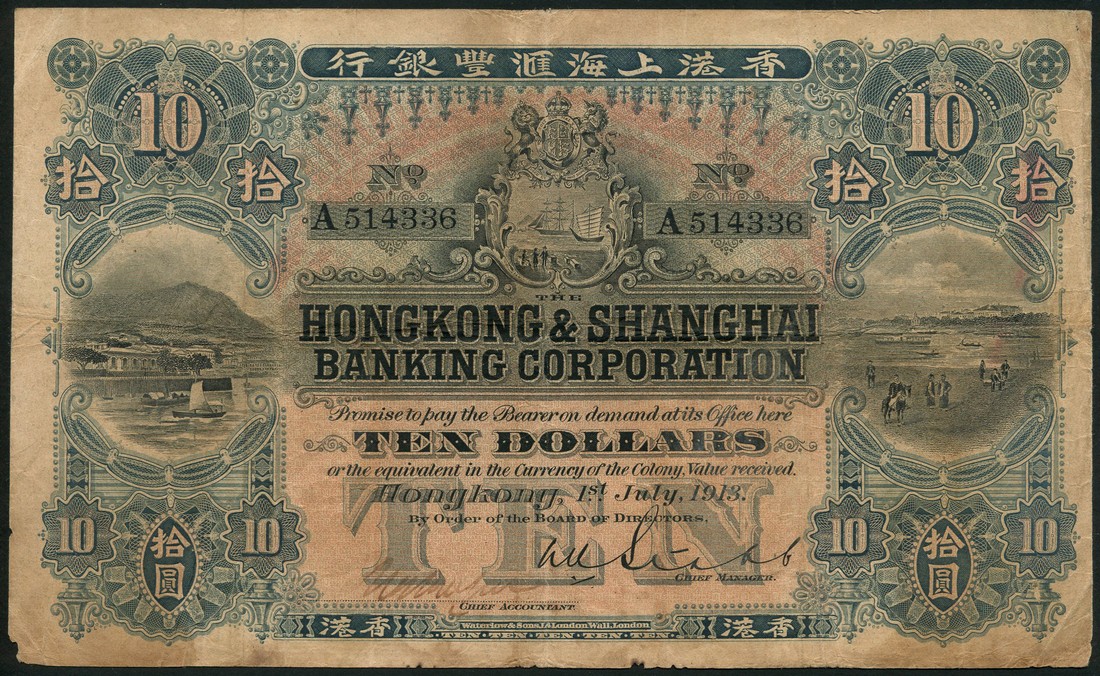 行銀豐滙海上港香
10 10
拾 拾 Nº Nº 拾 拾
A 514336 A 514336
THE
HONGKONG & SHANGHAI
BANKING CORPORATION
Promise to pay the Bearer on demand at its Office here
TEN DOLLARS
or the equivalent in the Currency of the Colony, Value received.
Hongkong, 1st July, 1913.
By Order of the BOARD OF DIRECTORS,
TEN
10 拾圓 10 10 拾圓 10
CHIEF MANAGER.
CHIEF ACCOUNTANT
港香 Waterlow & Sons, Ld London Wall, London 港香
TEN·TEN·TEN·TEN·TEN